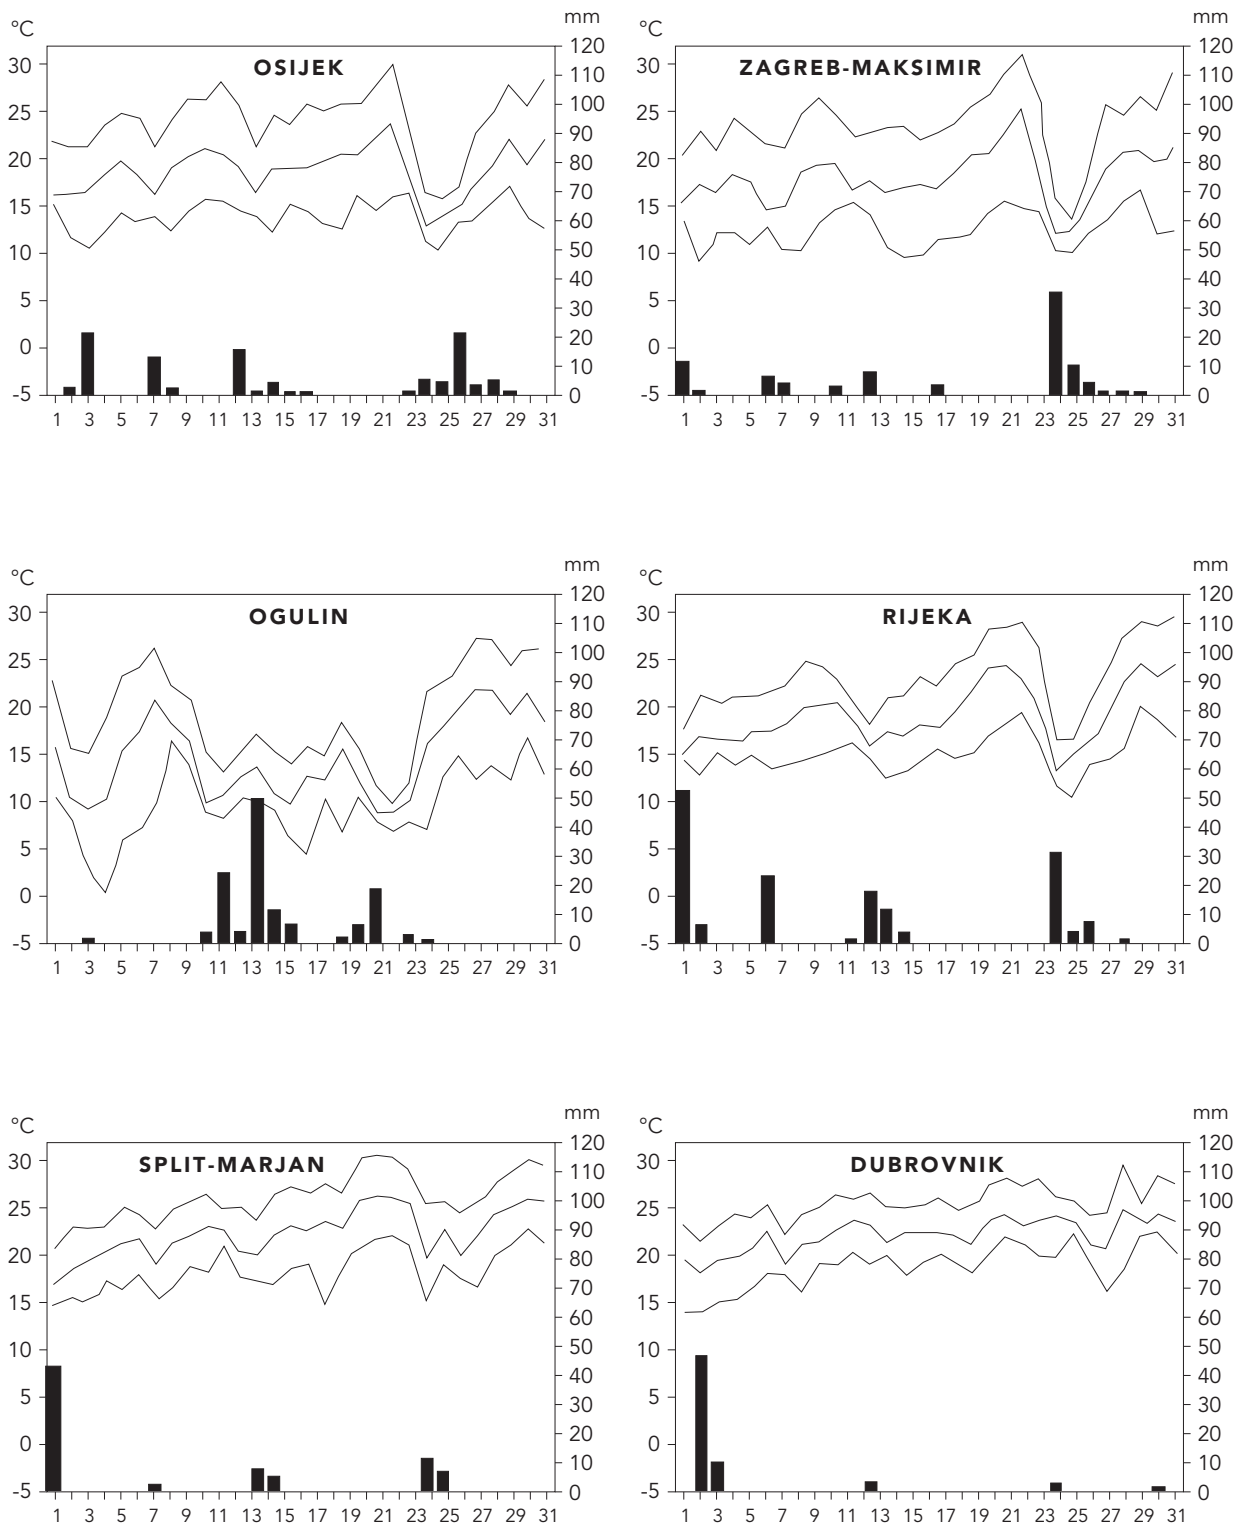 °C mm °C mm
OSIJEK ZAGREB-MAKSIMIR
30 25 20 15 10 5 0 -5
120 110 100 90 80 70 60 50 40 30 20 10 0
30 25 20 15 10 5 0 -5
120 110 100 90 80 70 60 50 40 30 20 10 0
1 3 5 7 9 11 13 15 17 19 21 23 25 27 29 31
1 3 5 7 9 11 13 15 17 19 21 23 25 27 29 31
°C mm °C mm
OGULIN RIJEKA
30 25 20 15 10 5 0 -5
120 110 100 90 80 70 60 50 40 30 20 10 0
30 25 20 15 10 5 0 -5
120 110 100 90 80 70 60 50 40 30 20 10 0
1 3 5 7 9 11 13 15 17 19 21 23 25 27 29 31
1 3 5 7 9 11 13 15 17 19 21 23 25 27 29 31
°C mm °C mm
SPLIT-MARJAN DUBROVNIK
30 25 20 15 10 5 0 -5
120 110 100 90 80 70 60 50 40 30 20 10 0
30 25 20 15 10 5 0 -5
120 110 100 90 80 70 60 50 40 30 20 10 0
1 3 5 7 9 11 13 15 17 19 21 23 25 27 29 31
1 3 5 7 9 11 13 15 17 19 21 23 25 27 29 31